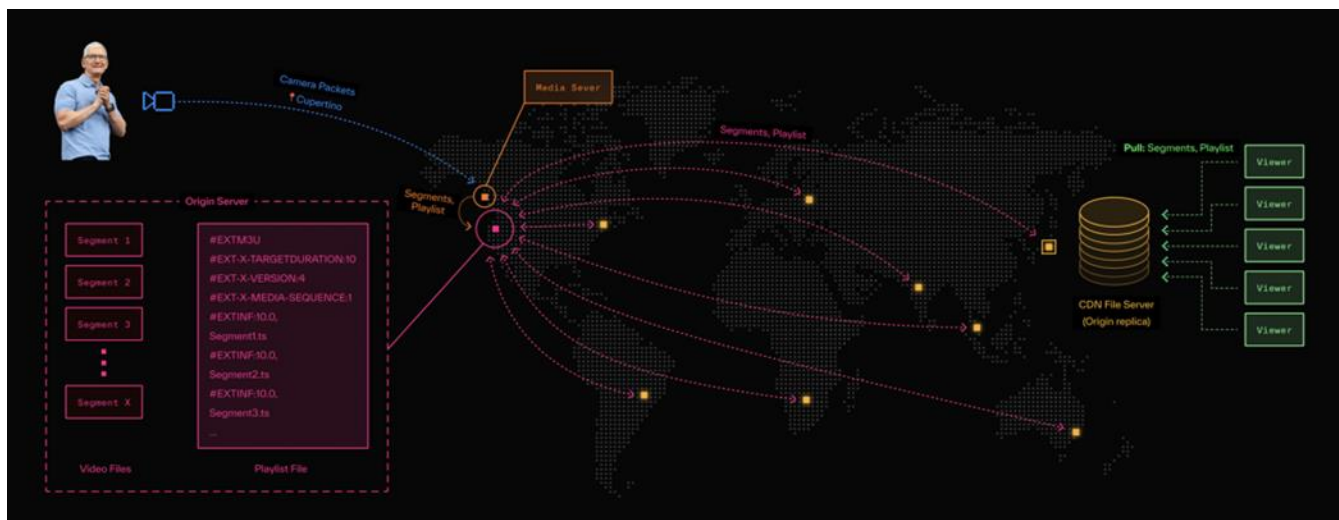 Camera Packets
Cupertino
Media Sever
Segments, Playlist
Pull: Segments, Playlist
Viewer
Viewer
Viewer
Viewer
Viewer
Segments,
Playlist
Origin Server
Segment 1
Segment 2
Segment 3
Segment X
Video Files
#EXTM3U
#EXT-X-TARGETDURATION:10
#EXT-X-VERSION:4
#EXT-X-MEDIA-SEQUENCE:1
#EXTINF:10.0,
Segment1.ts
#EXTINF:10.0,
Segment2.ts
#EXTINF:10.0,
Segment3.ts
...
Playlist File
CDN File Server
(Origin replica)